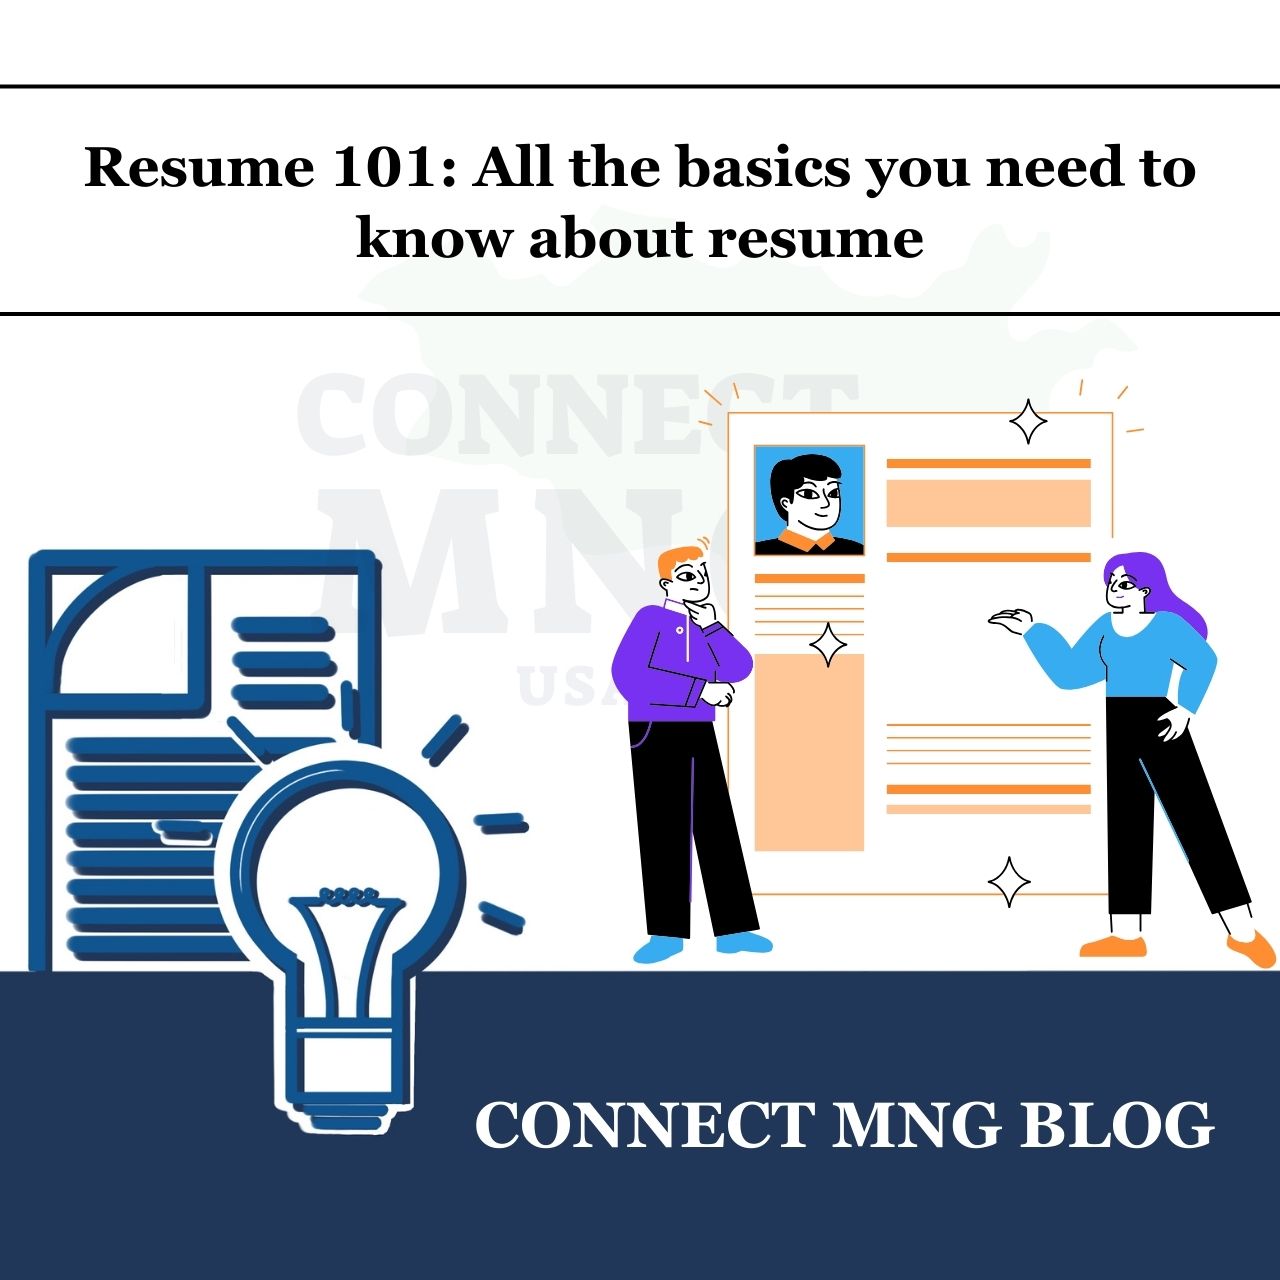 Resume 101: All the basics you need to
know about resume
CONNECT
MNG
USA
CONNECT MNG BLOG